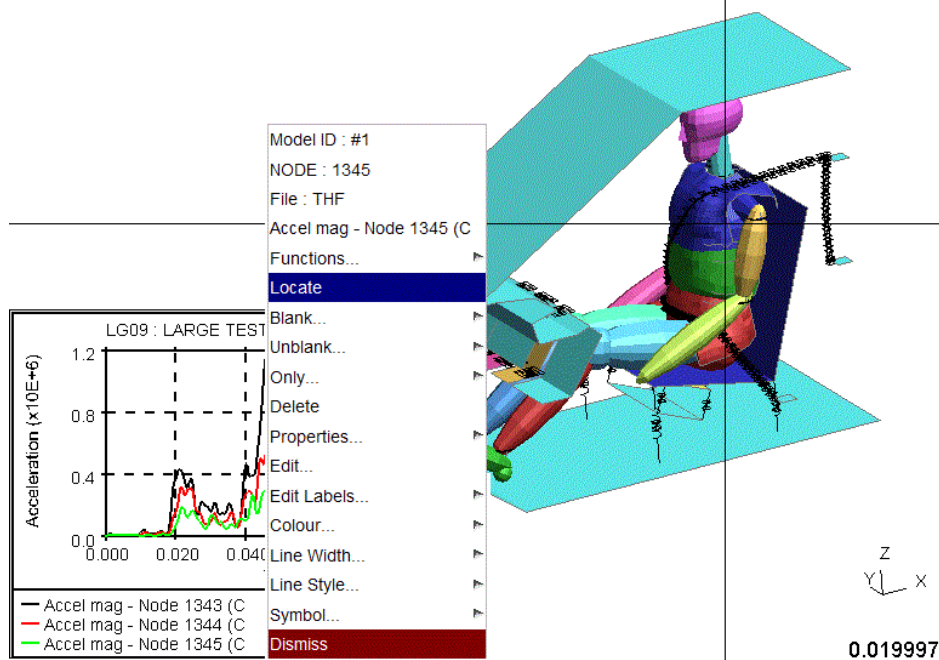 Model ID : #1
NODE : 1345
File : THF
Accel mag - Node 1345 (C
Functions...
Locate
Blank...
Unblank...
Only...
Delete
Properties...
Edit...
Edit Labels...
Colour...
Line Width...
Line Style...
Symbol...
Dismiss
LG09 : LARGE TEST
Acceleration (x10E+6)
1.2
0.8
0.4
0.0
0.000 0.020 0.040
Accel mag - Node 1343 (C
Accel mag - Node 1344 (C
Accel mag - Node 1345 (C
Z
Y X
0.019997